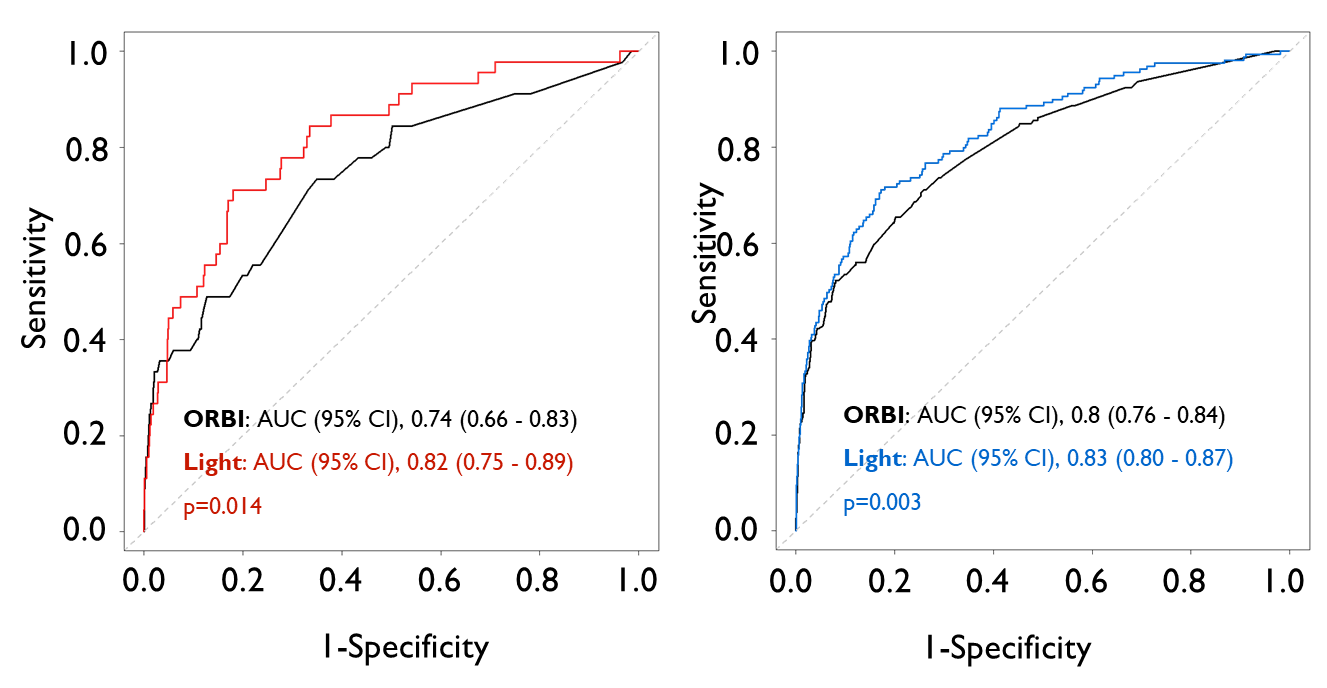 1.0
0.8
0.6
0.4
0.2
0.0
Sensitivity
ORBI: AUC (95% CI), 0.74 (0.66 - 0.83)
Light: AUC (95% CI), 0.82 (0.75 - 0.89)
p=0.014
0.0 0.2 0.4 0.6 0.8 1.0
1-Specificity
1.0
0.8
0.6
0.4
0.2
0.0
Sensitivity
ORBI: AUC (95% CI), 0.8 (0.76 - 0.84)
Light: AUC (95% CI), 0.83 (0.80 - 0.87)
p=0.003
0.0 0.2 0.4 0.6 0.8 1.0
1-Specificity